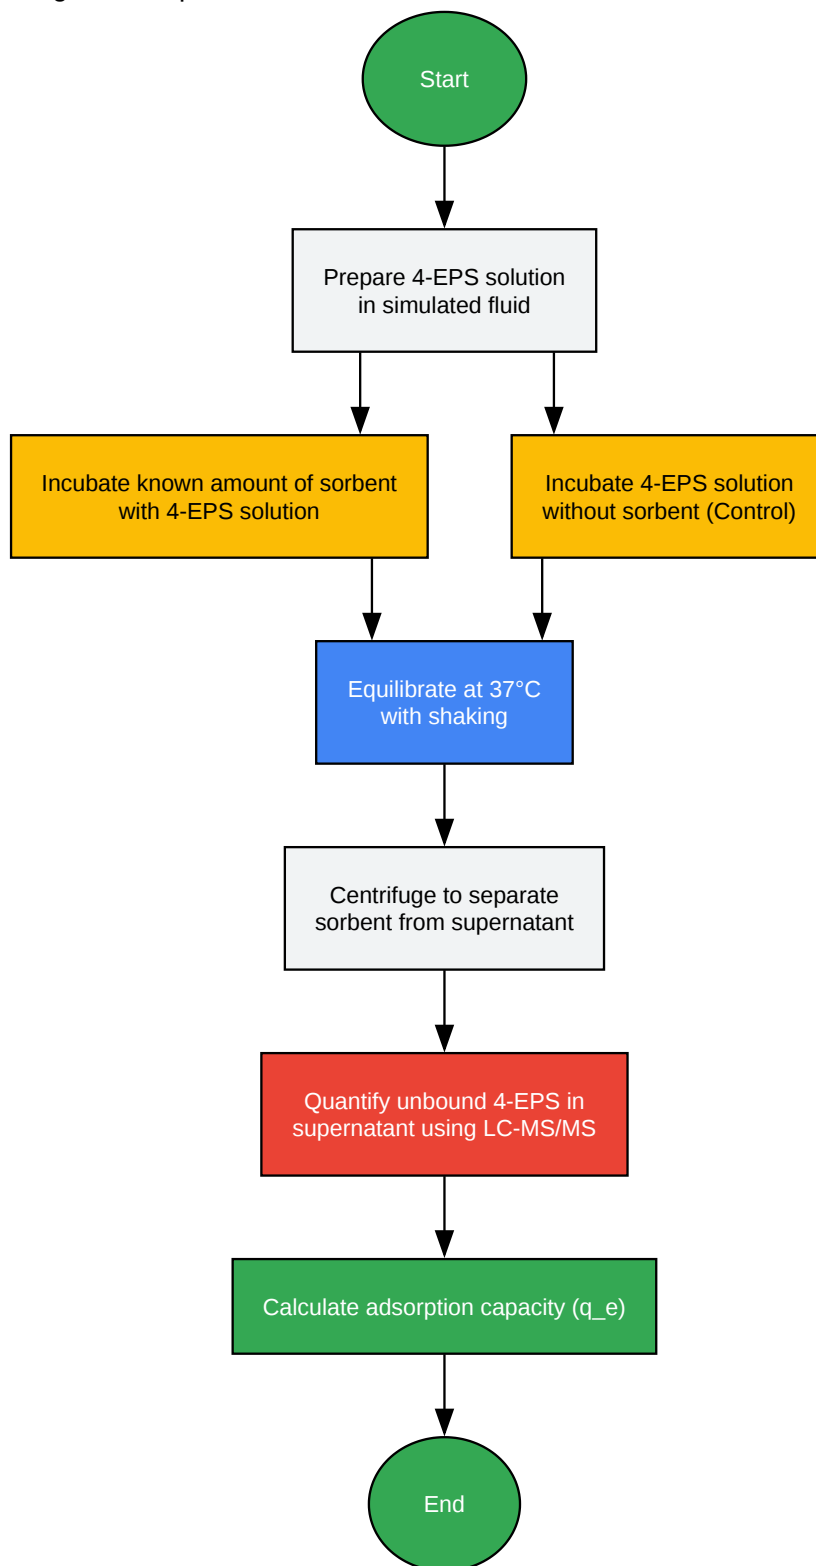 Start
Prepare 4-EPS solution
in simulated fluid
Incubate known amount of sorbent
with 4-EPS solution
Incubate 4-EPS solution
without sorbent (Control)
Equilibrate at 37°C
with shaking
Centrifuge to separate
sorbent from supernatant
Quantify unbound 4-EPS in
supernatant using LC-MS/MS
Calculate adsorption capacity (q_e)
End